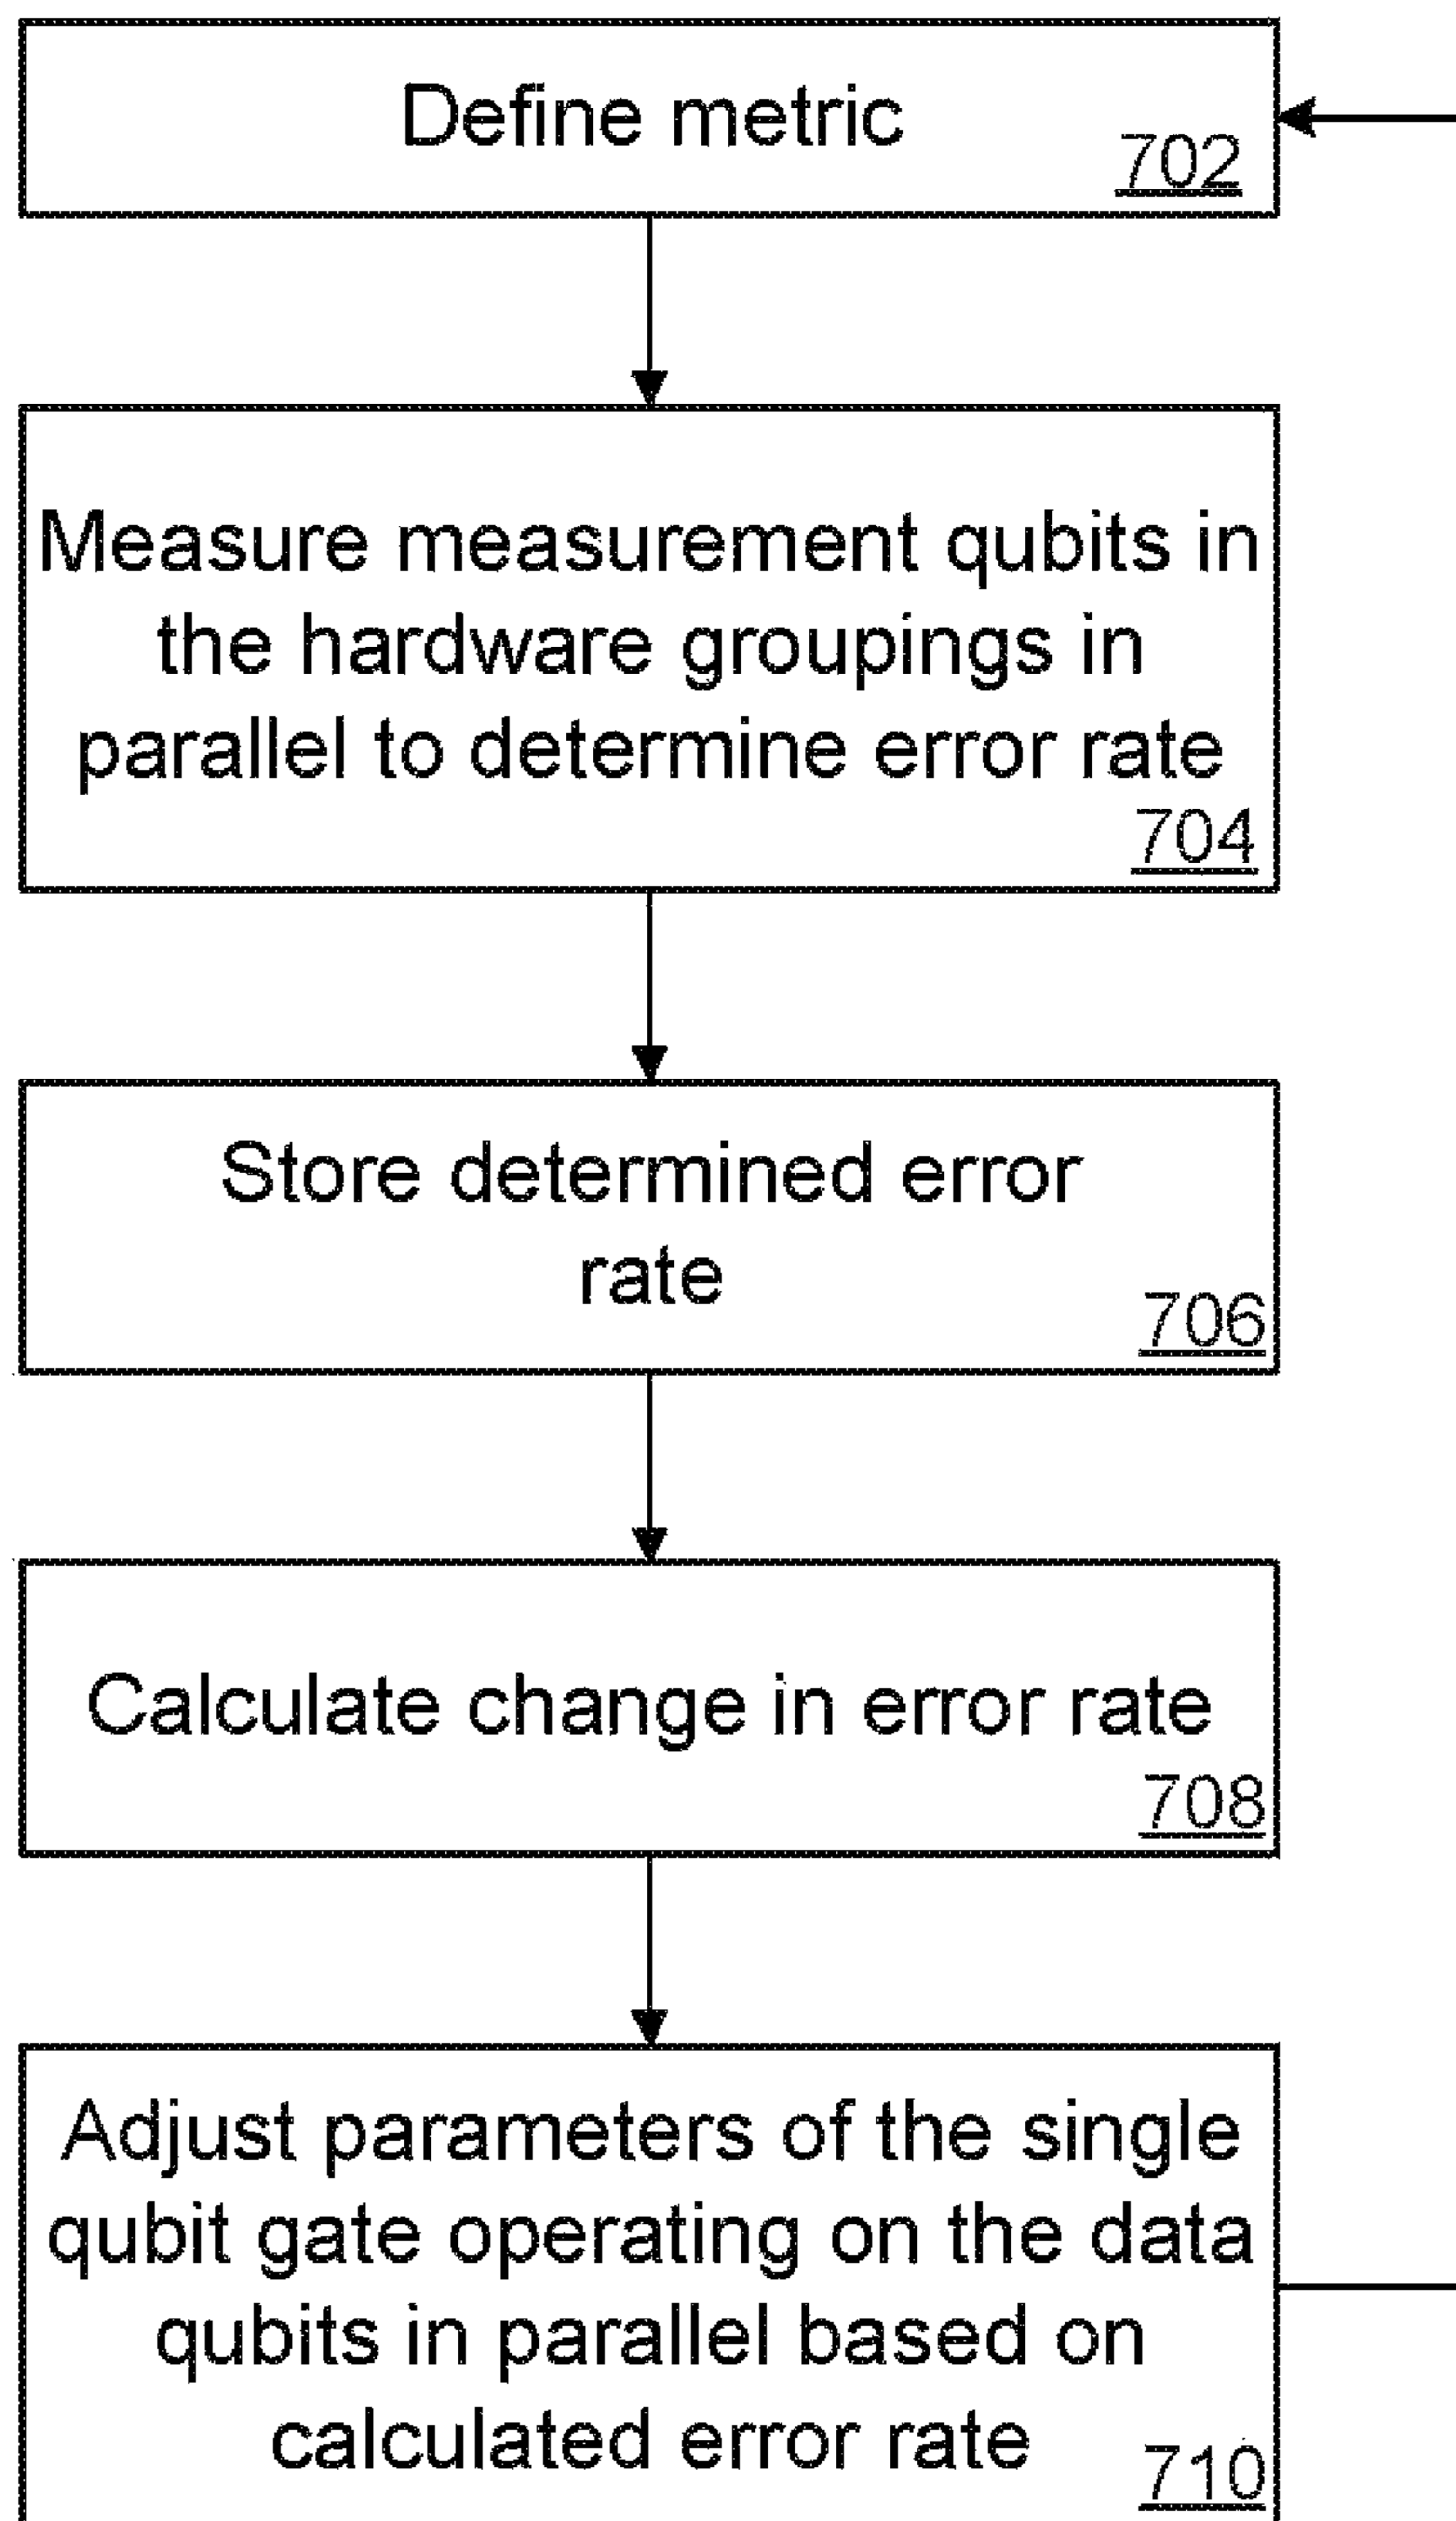 Define metric
702
Measure measurement qubits in
the hardware groupings in
parallel to determine error rate
704
Store determined error
rate
706
Calculate change in error rate
708
Adjust parameters of the single
qubit gate operating on the data
qubits in parallel based on
calculated error rate
710